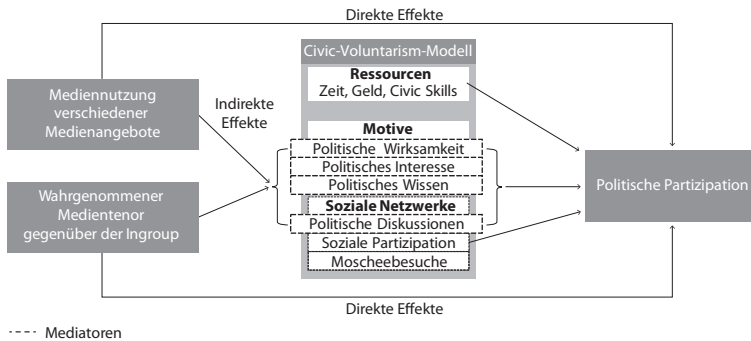 Direkte Effekte
Civic-Voluntarism-Modell
Ressourcen
Zeit, Geld, Civic Skills
Mediennutzung
verschiedener
Medienangebote
Indirekte
Effekte
Motive
Politische Wirksamkeit
Politisches Interesse
Politisches Wissen
Wahrgenommener
Medientenor
gegenüber der Ingroup
Soziale Netzwerke
Politische Diskussionen
Soziale Partizipation
Moscheebesuche
Politische Partizipation
Direkte Effekte
Mediatoren